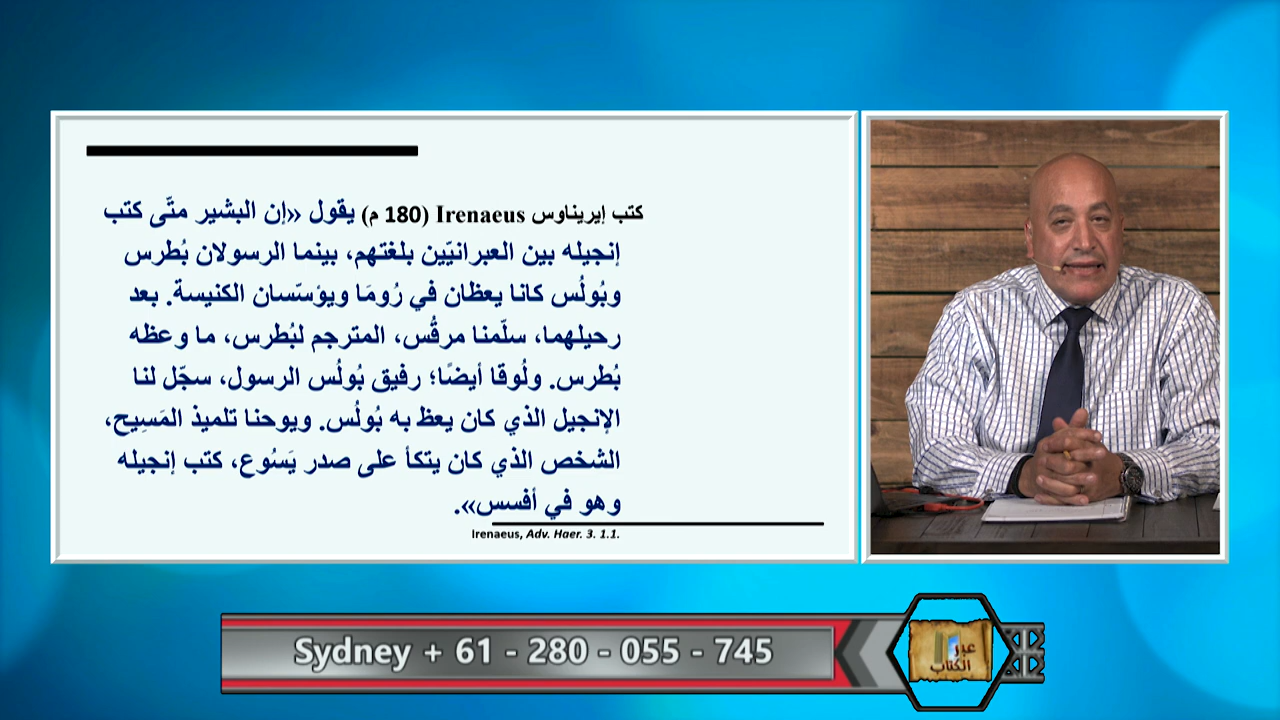 كتب إيريناوس Irenaeus (180 م) يقول «إن البشير متَّى كتب
إنجيله بين العبرانيّين بلغتهم، بينما الرسولان بُطرس
وبُولُس كانا يعظان في رُومَا ويؤسّسان الكنيسة. بعد
رحيلهما، سلّمنا مرقُس، المترجم لبُطرس، ما وعظه
بُطرس. ولُوقا أيضًا؛ رفيق بُولُس الرسول، سجّل لنا
الإنجيل الذي كان يعظ به بُولُس. ويوحنا تلميذ المَسِيح،
الشخص الذي كان يتكأ على صدر يَسُوع، كتب إنجيله
وهو في أفسس».
Irenaeus, Adv. Haer. 3. 1.1.
Sydney + 61 - 280 - 055 - 745
عبر
الكتاب